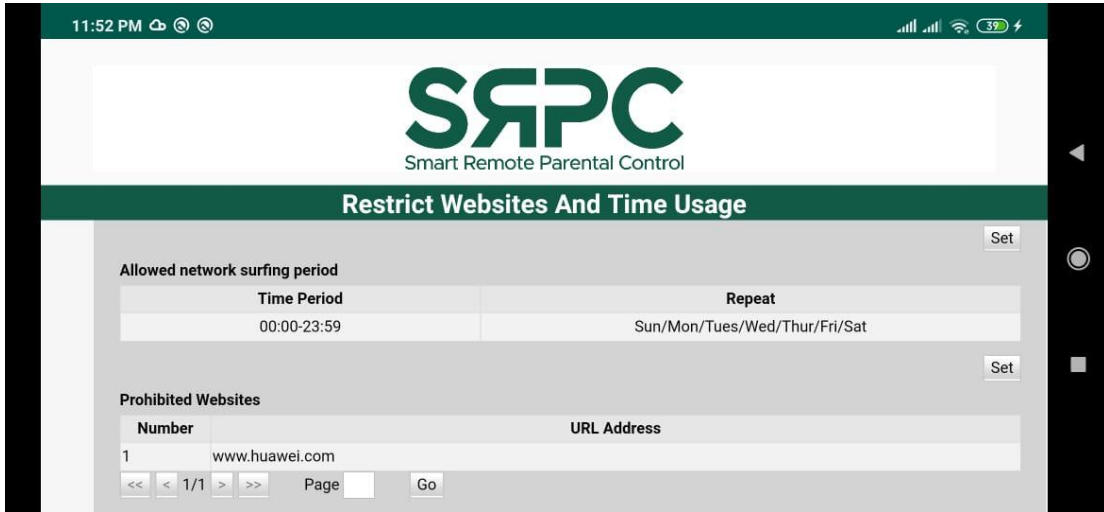 11:52 PM
39
SRPC
Smart Remote Parental Control
Restrict Websites And Time Usage
Set
Allowed network surfing period
Time Period Repeat
00:00-23:59 Sun/Mon/Tues/Wed/Thur/Fri/Sat
Set
Prohibited Websites
Number URL Address
1 www.huawei.com
<< < 1/1 > >> Page Go